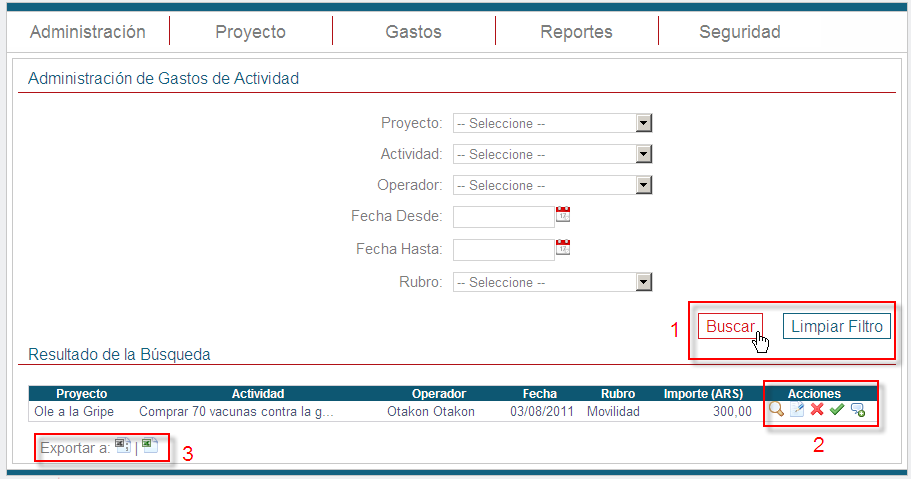 Administración Proyecto Gastos Reportes Seguridad
Administración de Gastos de Actividad
Proyecto: -- Seleccione --
Actividad: -- Seleccione --
Operador: -- Seleccione --
Fecha Desde:
Fecha Hasta:
Rubro: -- Seleccione --
1 Buscar Limpiar Filtro
Resultado de la Búsqueda
Proyecto Actividad Operador Fecha Rubro Importe (ARS) Acciones
Ole a la Gripe Comprar 70 vacunas contra la g... Otakon Otakon 03/08/2011 Movilidad 300,00
2
Exportar a: | 3